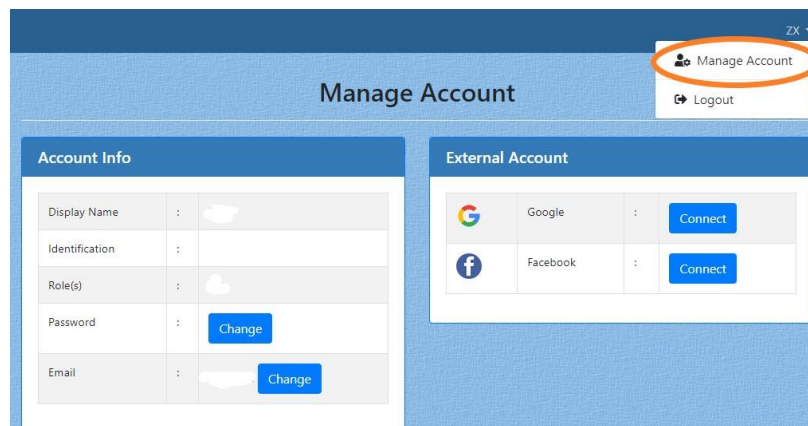 ZX
Manage Account
Logout
Manage Account
Account Info
Display Name :
Identification :
Role(s) :
Password : Change
Email : Change
External Account
Google : Connect
Facebook : Connect